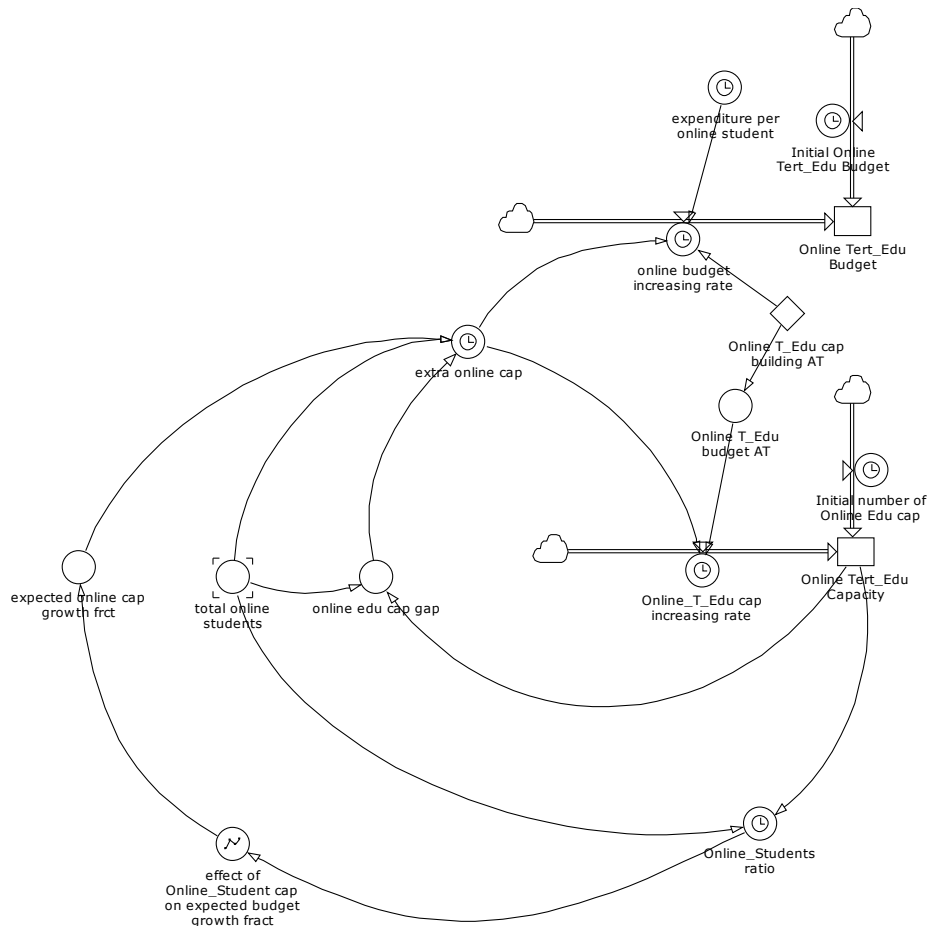 expenditure per
online student
Initial Online
Tert_Edu Budget
Online Tert_Edu
Budget
online budget
increasing rate
Online T_Edu cap
building AT
extra online cap
Online T_Edu
budget AT
Initial number of
Online Edu cap
Online Tert_Edu
Capacity
Online_T_Edu cap
increasing rate
expected online cap
growth frct
total online
students
online edu cap gap
Online_Students
ratio
effect of
Online_Student cap
on expected budget
growth fract